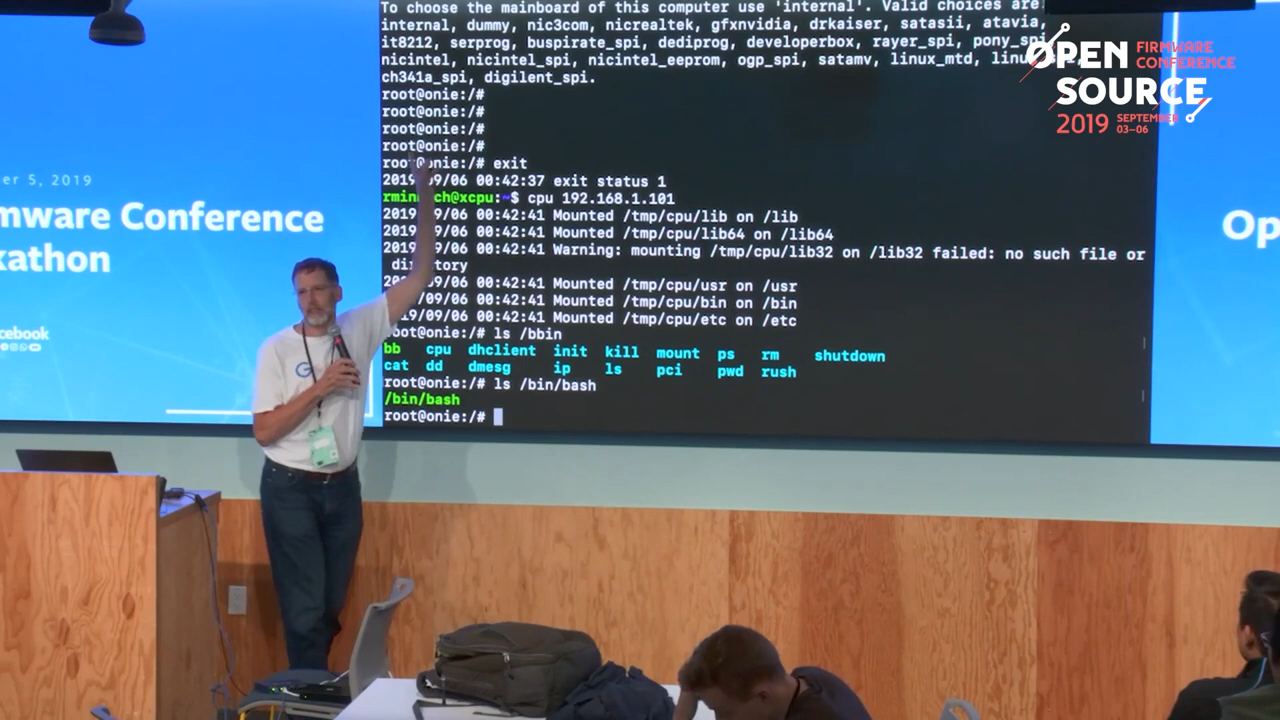 To choose the mainboard of this computer use 'internal'. Valid choices are:
internal, dummy, nic3com, nicrealtek, gfxnvidia, drkaiser, satasii, atavia,
it8212, serprog, buspirate_spi, dediprog, developerbox, rayer_spi, pony_spi
nicintel, nicintel_spi, nicintel_eeprom, ogp_spi, satamv, linux_mtd,
ch341a_spi, digilent_spi.
root@onie:/#
root@onie:/#
root@onie:/#
root@onie:/#
root@onie:/# exit
2019/09/06 00:42:37 exit status 1
ch@xcpu:~$ cpu 192.168.1.101
2019/09/06 00:42:41 Mounted /tmp/cpu/lib on /lib
2019/09/06 00:42:41 Mounted /tmp/cpu/lib64 on /lib64
2019/09/06 00:42:41 Warning: mounting /tmp/cpu/lib32 on /lib32 failed: no such file or
directory
09/06 00:42:41 Mounted /tmp/cpu/usr on /usr
/09/06 00:42:41 Mounted /tmp/cpu/bin on /bin
19/09/06 00:42:41 Mounted /tmp/cpu/etc on /etc
root@onie:/# ls /bbin
bb cpu dhclient init kill mount ps rm shutdown
cat dd dmesg ip ls pci pwd rush
root@onie:/# ls /bin/bash
/bin/bash
root@onie:/#
er 5, 2019
mware Conference
kathon
cebook
G
Op
OPEN FIRMWARE
CONFERENCE
SOURCE
2019 SEPTEMBER
03–06